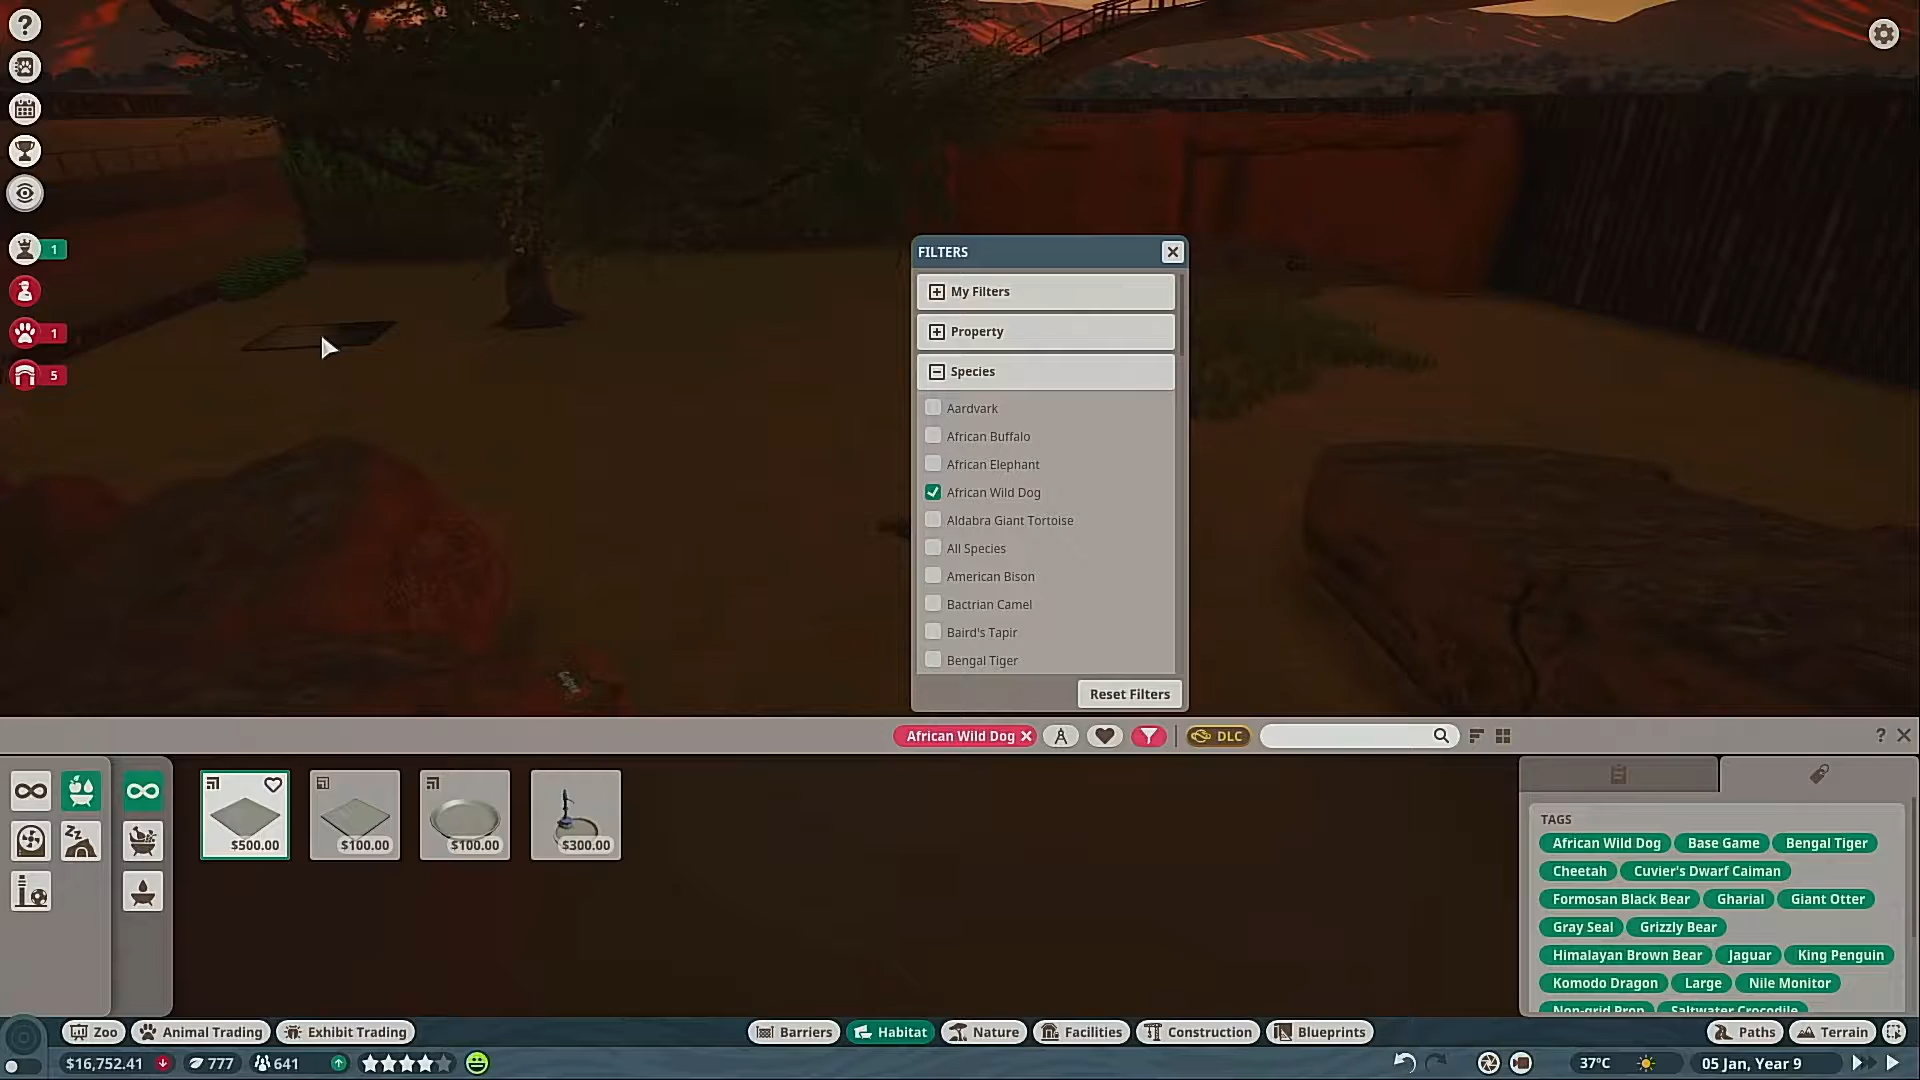 1
1
5
FILTERS
My Filters
Property
Species
Aardvark
African Buffalo
African Elephant
African Wild Dog
Aldabra Giant Tortoise
All Species
American Bison
Bactrian Camel
Baird's Tapir
Bengal Tiger
Reset Filters
African Wild Dog
DLC
?
$500.00
$100.00
$100.00
$300.00
TAGS
African Wild Dog Base Game Bengal Tiger
Cheetah Cuvier's Dwarf Caiman
Formosan Black Bear Gharial Giant Otter
Gray Seal Grizzly Bear
Himalayan Brown Bear Jaguar King Penguin
Komodo Dragon Large Nile Monitor
Non-grid Prop Saltwater Crocodile
Zoo Animal Trading Exhibit Trading Barriers Habitat Nature Facilities Construction Blueprints Paths Terrain
$16,752.41 777 641 37°C 05 Jan, Year 9